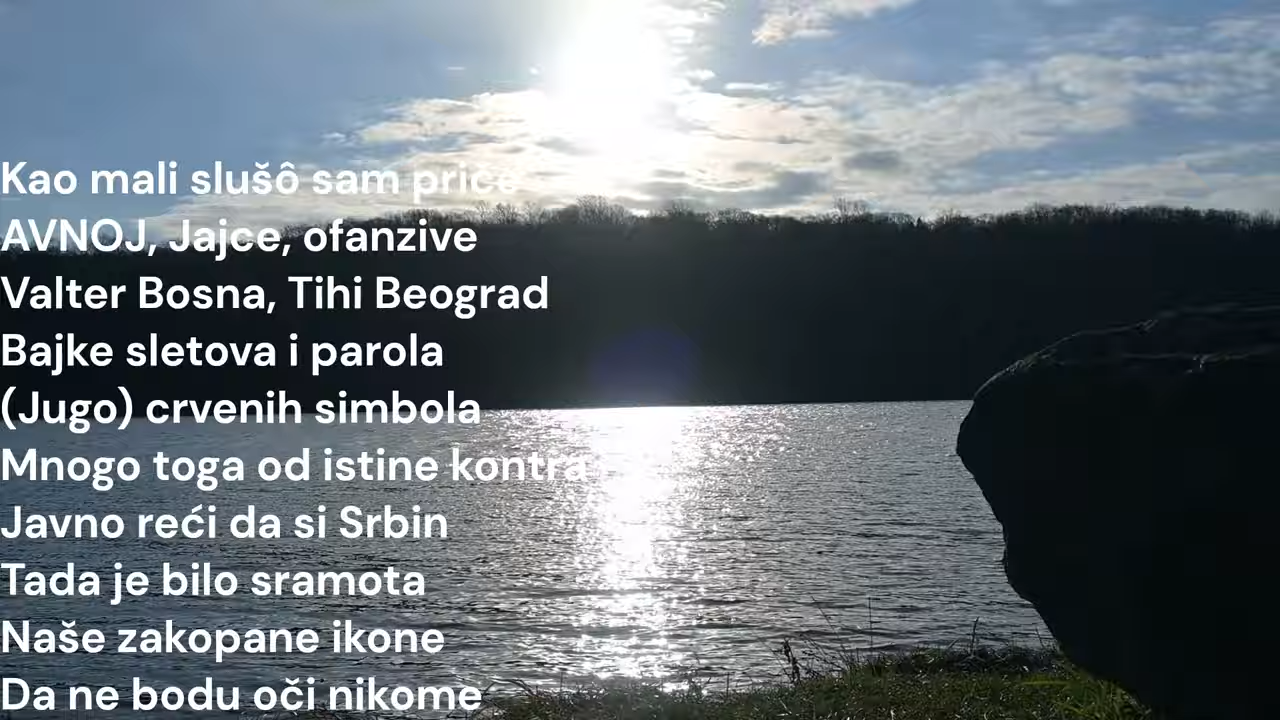 Kao mali slušô sam priče
AVNOJ, Jajce, ofanzive
Valter Bosna, Tihi Beograd
Bajke sletova i parola
(Jugo) crvenih simbola
Mnogo toga od istine kontra
Javno reći da si Srbin
Tada je bilo sramota
Naše zakopane ikone
Da ne bodu oči nikome